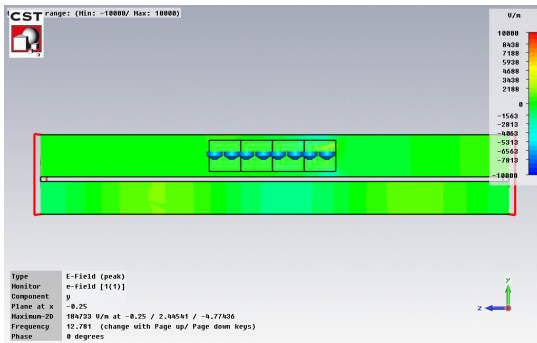 CST
range: (Min: -10000/ Max: 10000)
V/m
10000
8438
7188
5938
4688
3438
2188
0
-1563
-2813
-4063
-5313
-6563
-7813
-10000
Type E-Field (peak)
Monitor e-field [1(1)]
Component y
Plane at x -0.25
Maximum-2D 184733 V/m at -0.25 / 2.44541 / -4.77436
Frequency 12.781 (change with Page up/ Page down keys)
Phase 0 degrees
y
z